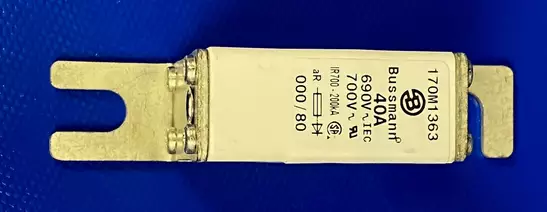 170M1363
Bussmann
40A
690V~IEC
700V~
IR700-200kA
aR
000/80